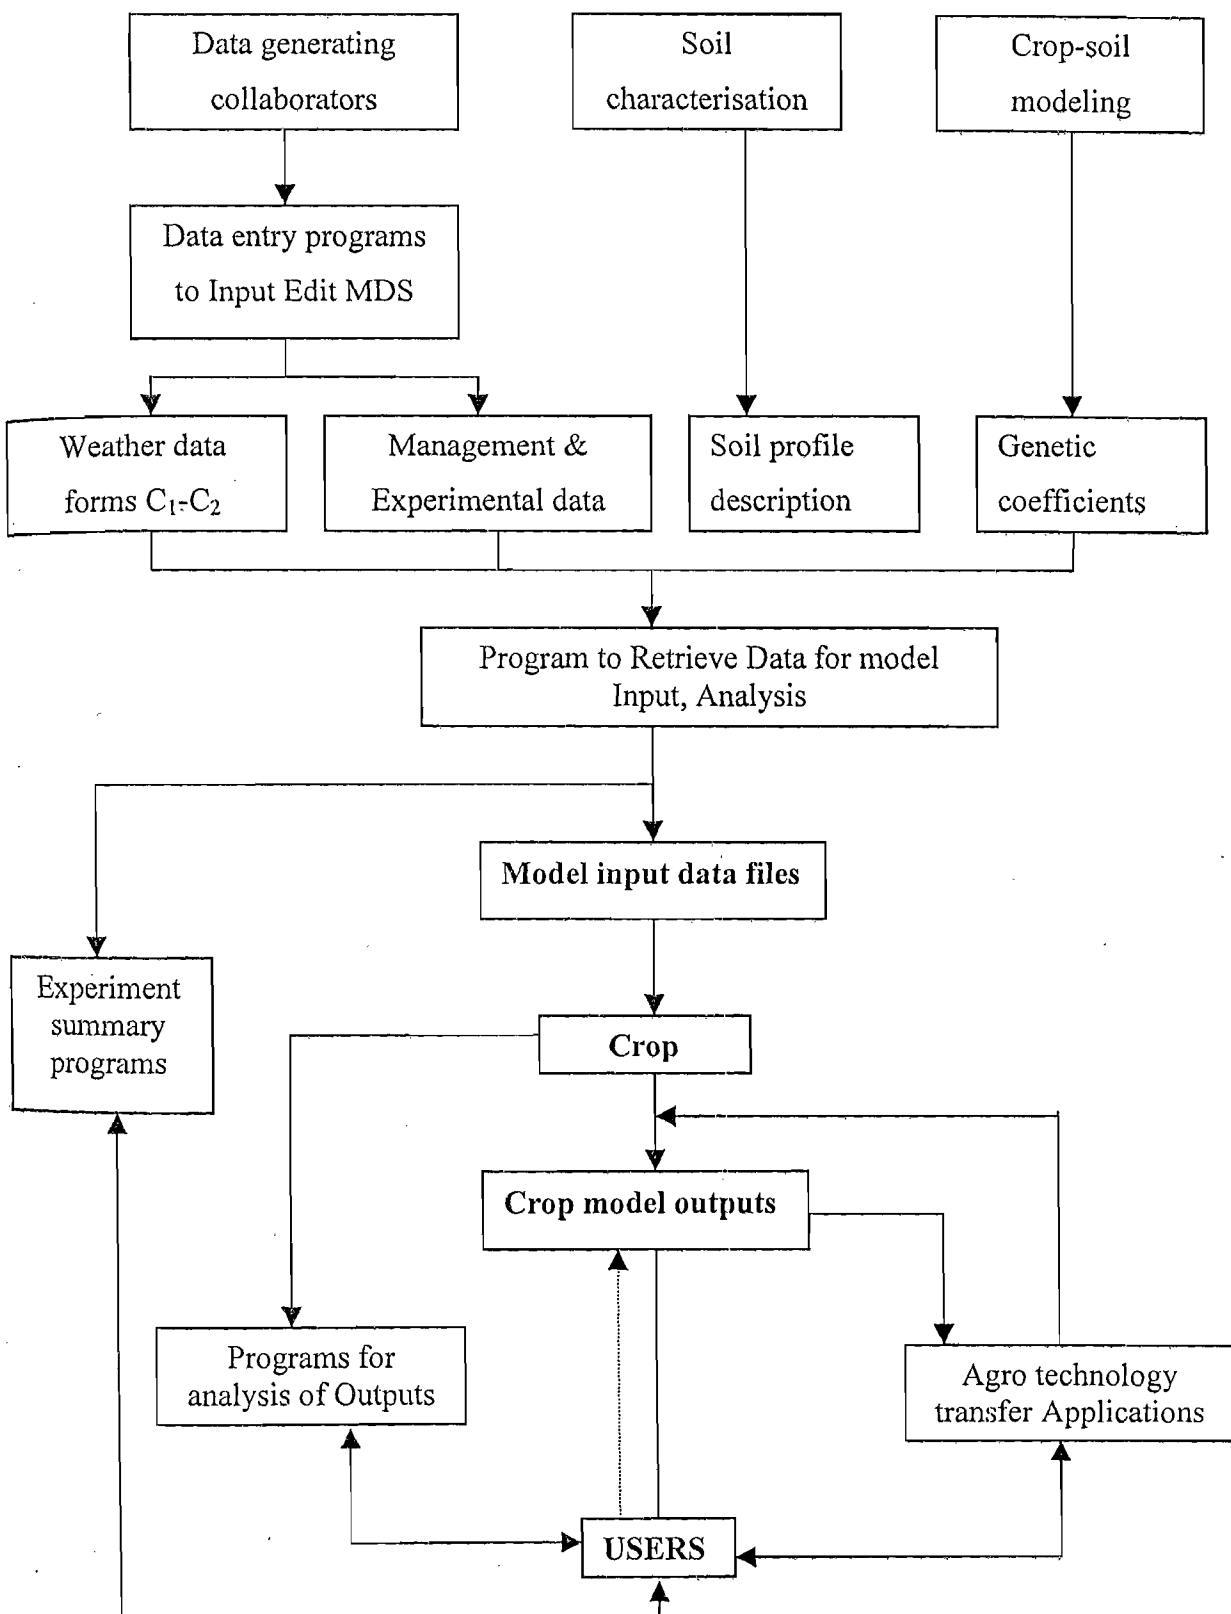 Data generating
collaborators
Soil
characterisation
Crop-soil
modeling
Data entry programs
to Input Edit MDS
Weather data
forms C₁-C₂
Management &
Experimental data
Soil profile
description
Genetic
coefficients
Program to Retrieve Data for model
Input, Analysis
Model input data files
Experiment
summary
programs
Crop
Crop model outputs
Programs for
analysis of Outputs
Agro technology
transfer Applications
USERS